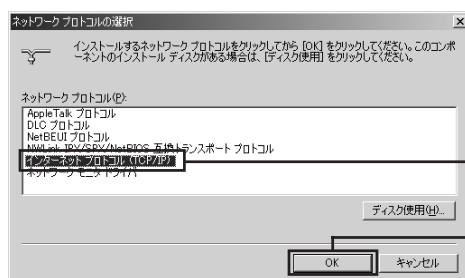 ネットワーク プロトコルの選択
インストールするネットワーク プロトコルをクリックしてから [OK] をクリックしてください。このコンポ
ーネントのインストール ディスクがある場合は、[ディスク使用] をクリックしてください。
ネットワーク プロトコル(P):
AppleTalk プロトコル
DLC プロトコル
NetBEUI プロトコル
NWLink IPX/SPX/NetBIOS 互換トランスポート プロトコル
インターネット プロトコル (TCP/IP)
ネットワーク モニタ ドライバ
ディスク使用(H)...
OK
キャンセル